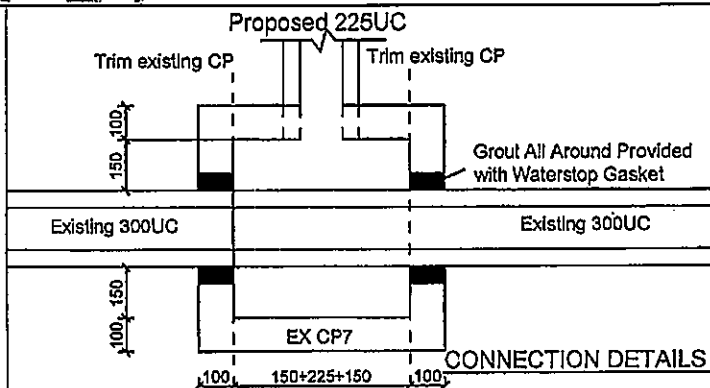 Proposed 225UC
Trim existing CP
Trim existing CP
100
150
Grout All Around Provided
with Waterstop Gasket
Existing 300UC
Existing 300UC
150
100
EX CP7
CONNECTION DETAILS
100
150+225+150
100